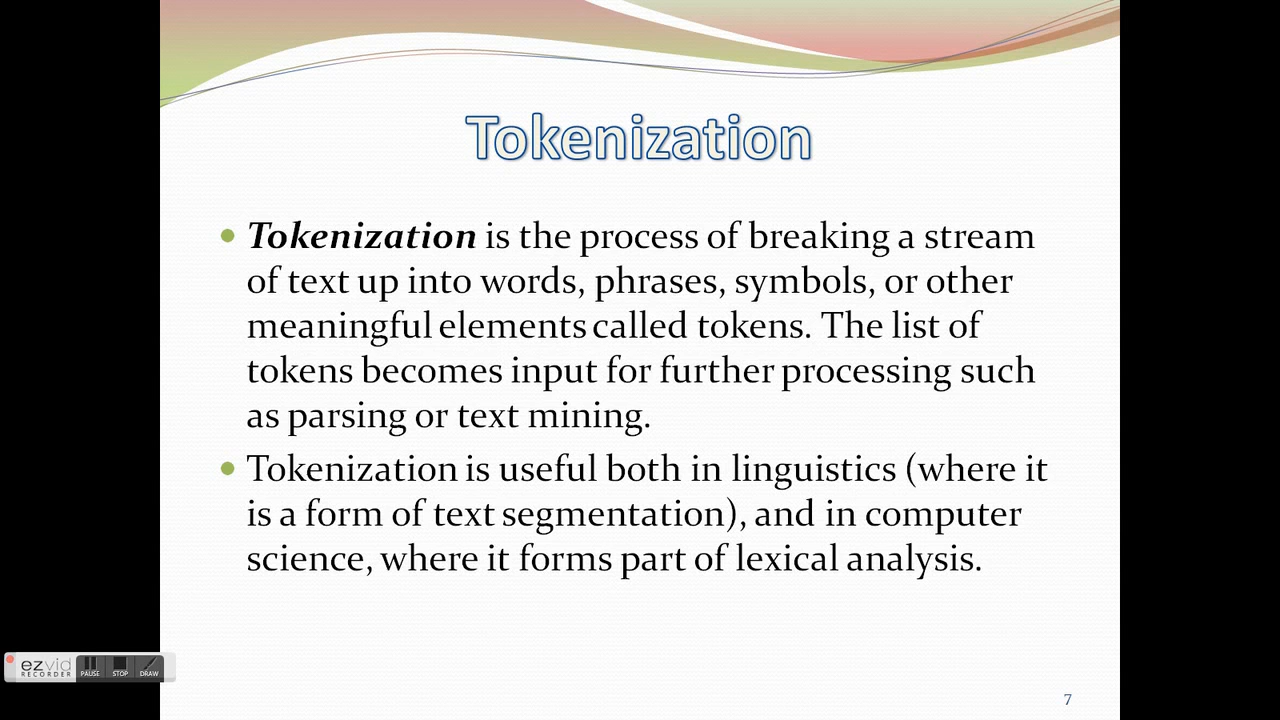 Tokenization
Tokenization is the process of breaking a stream
of text up into words, phrases, symbols, or other
meaningful elements called tokens. The list of
tokens becomes input for further processing such
as parsing or text mining.
Tokenization is useful both in linguistics (where it
is a form of text segmentation), and in computer
science, where it forms part of lexical analysis.
ezvid
RECORDER
PAUSE STOP DRAW
7